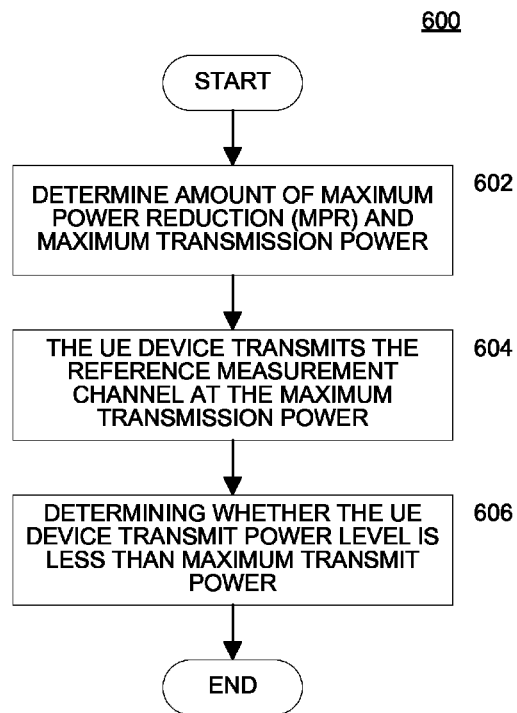 600
START
602
DETERMINE AMOUNT OF MAXIMUM
POWER REDUCTION (MPR) AND
MAXIMUM TRANSMISSION POWER
604
THE UE DEVICE TRANSMITS THE
REFERENCE MEASUREMENT
CHANNEL AT THE MAXIMUM
TRANSMISSION POWER
606
DETERMINING WHETHER THE UE
DEVICE TRANSMIT POWER LEVEL IS
LESS THAN MAXIMUM TRANSMIT
POWER
END